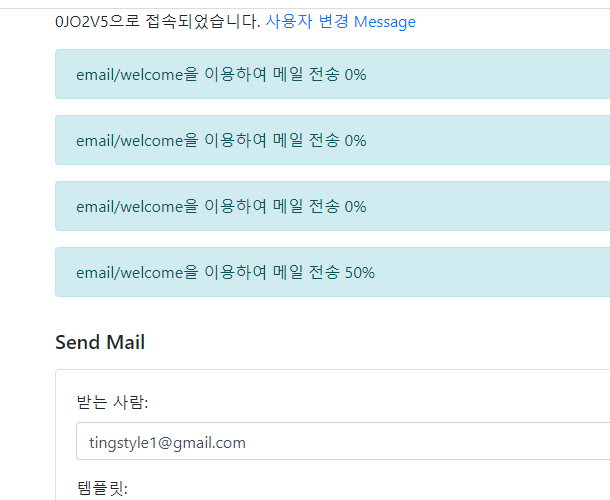 0JO2V5으로 접속되었습니다. 사용자 변경 Message
email/welcome을 이용하여 메일 전송 0%
email/welcome을 이용하여 메일 전송 0%
email/welcome을 이용하여 메일 전송 0%
email/welcome을 이용하여 메일 전송 50%
Send Mail
받는 사람:
tingstyle1@gmail.com
템플릿: